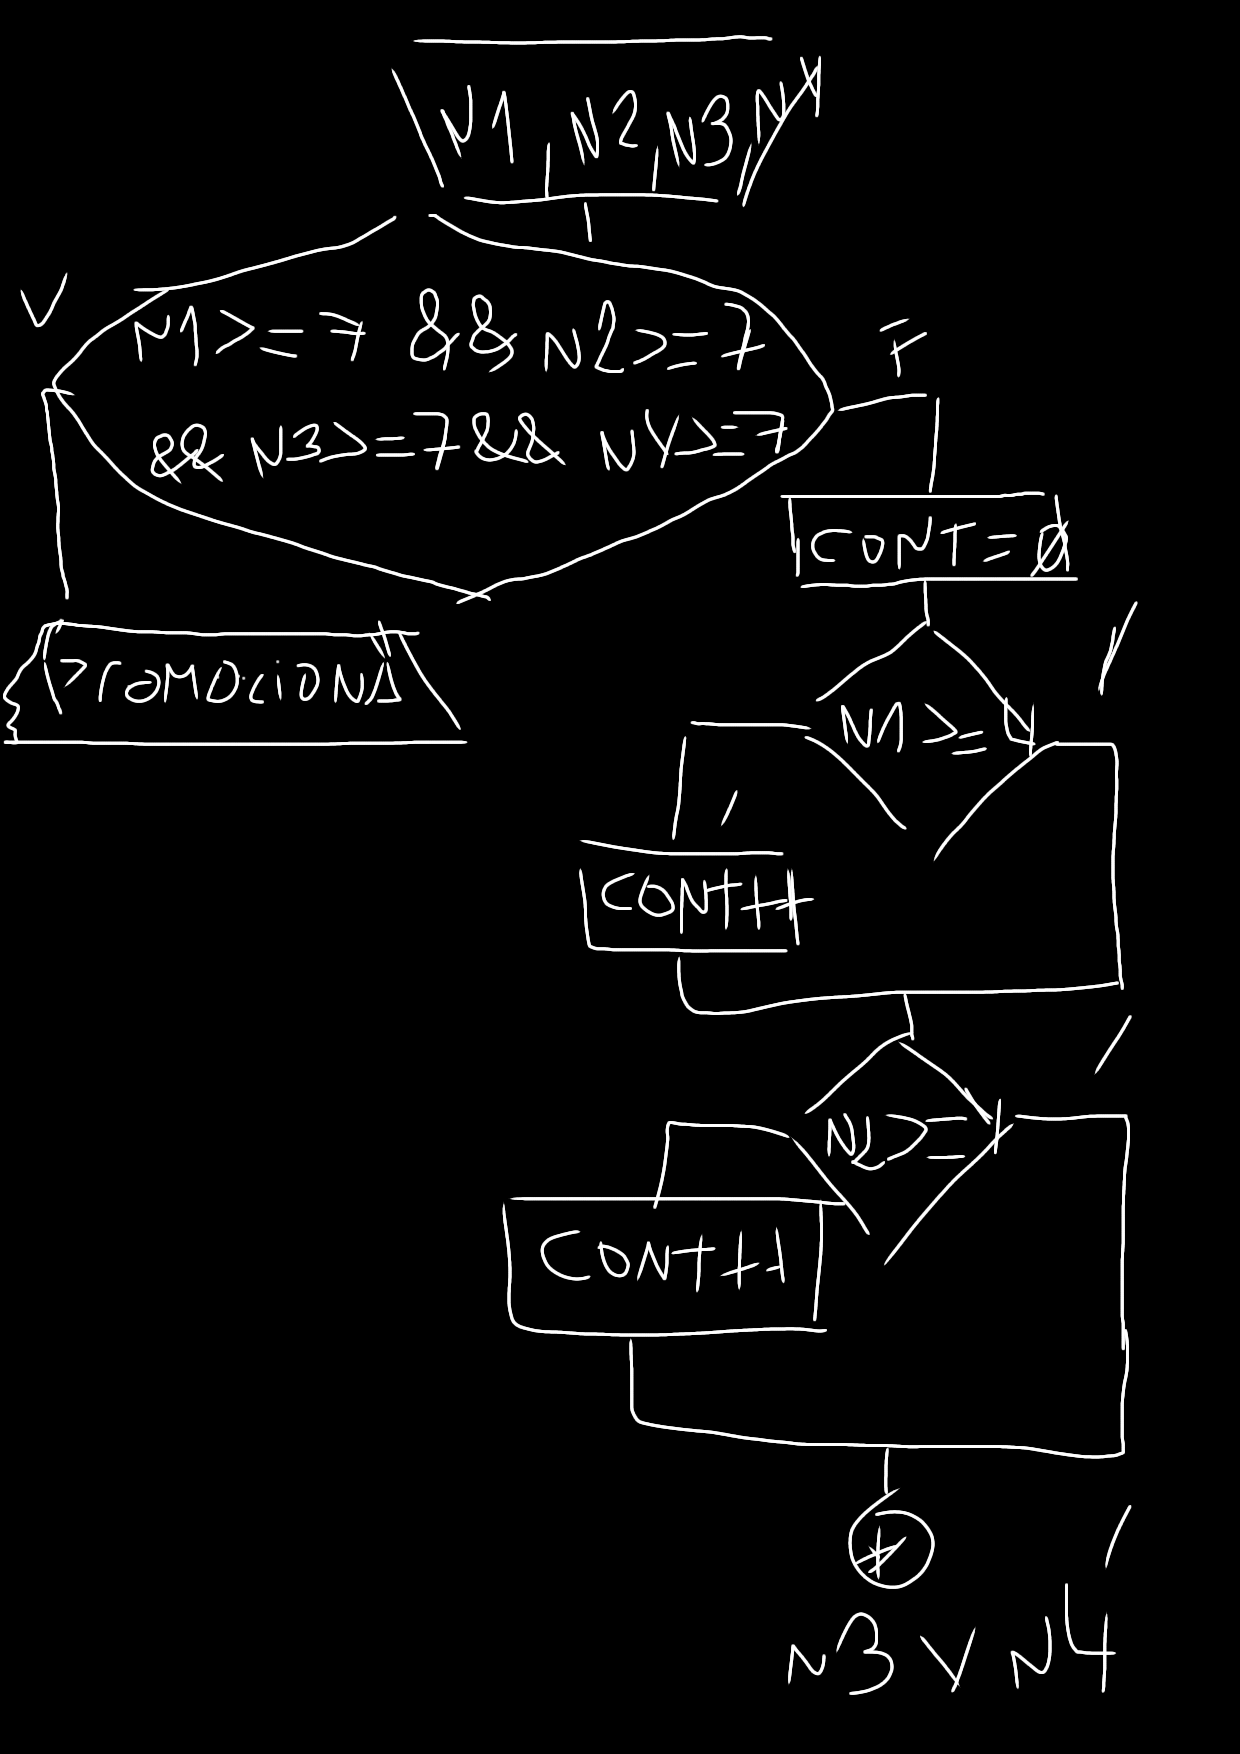 N1, N2, N3, N4
V
N1>=7 && N2>=7
F
&& N3>=7 && N4>=7
CONT=0
PromOciONA
N1>=4
CONT++
N2>=4
CONT++
*
N3 y N4